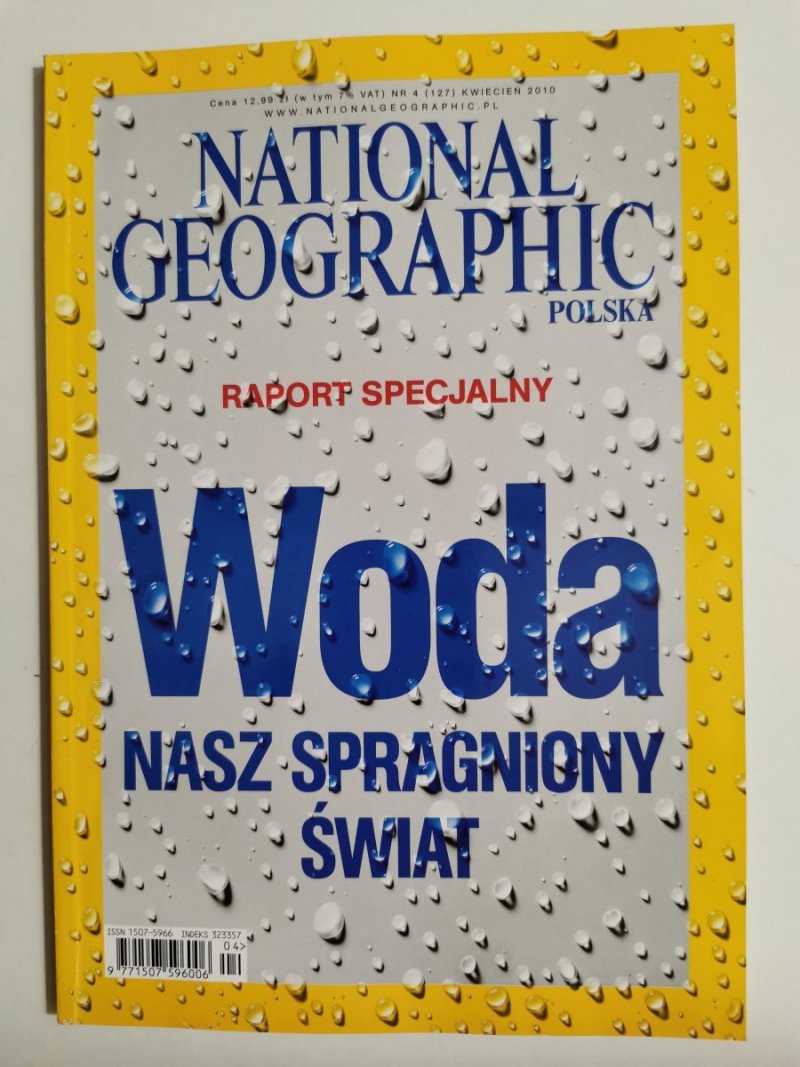 Cena 12,99 zł (w tym 7% VAT) NR 4 (127) KWIECIEŃ 2010
WWW.NATIONALGEOGRAPHIC.PL
NATIONAL
GEOGRAPHIC
POLSKA
RAPORT SPECJALNY
Woda
NASZ SPRAGNIONY
ŚWIAT
ISSN 1507-5966 INDEKS 323357
04>
9 771507 596006